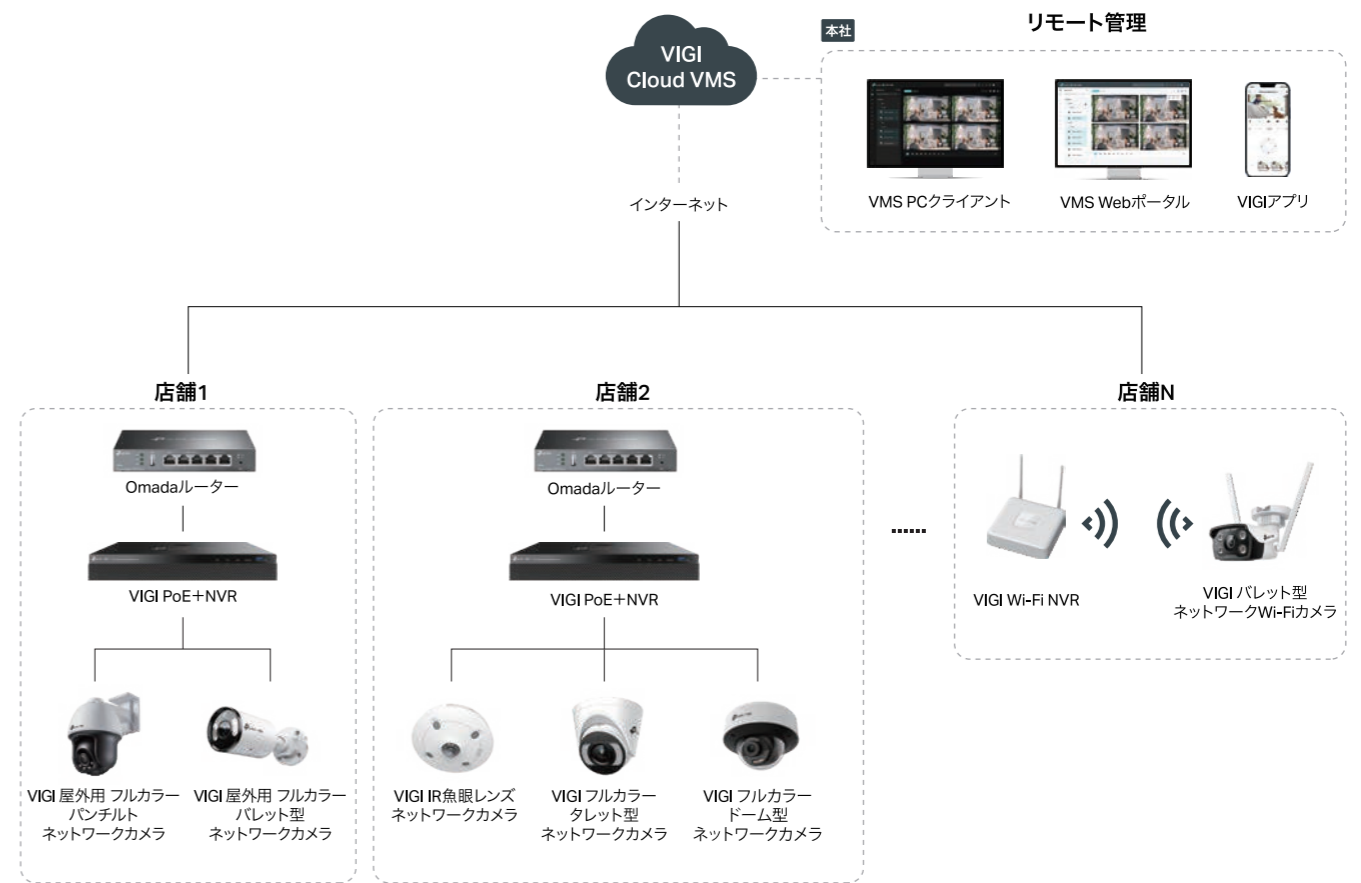 VIGI
Cloud VMS
本社
リモート管理
VMS PCクライアント
VMS Webポータル
VIGIアプリ
インターネット
店舗1
店舗2
店舗N
Omadaルーター
Omadaルーター
VIGI PoE+NVR
VIGI PoE+NVR
......
VIGI Wi-Fi NVR
VIGI バレット型
ネットワークWi-Fiカメラ
VIGI 屋外用 フルカラー
パンチルト
ネットワークカメラ
VIGI 屋外用 フルカラー
バレット型
ネットワークカメラ
VIGI IR魚眼レンズ
ネットワークカメラ
VIGI フルカラー
タレット型
ネットワークカメラ
VIGI フルカラー
ドーム型
ネットワークカメラ